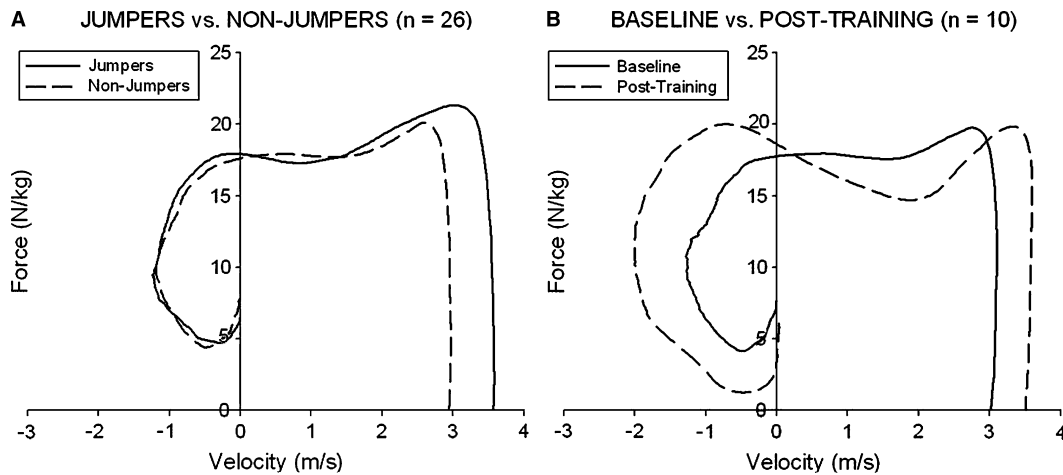 A JUMPERS vs. NON-JUMPERS (n = 26)
Jumpers
Non-Jumpers
Force (N/kg)
25
20
15
10
5
0
-3 -2 -1 0 1 2 3 4
Velocity (m/s)
B BASELINE vs. POST-TRAINING (n = 10)
Baseline
Post-Training
Force (N/kg)
25
20
15
10
5
0
-3 -2 -1 0 1 2 3 4
Velocity (m/s)